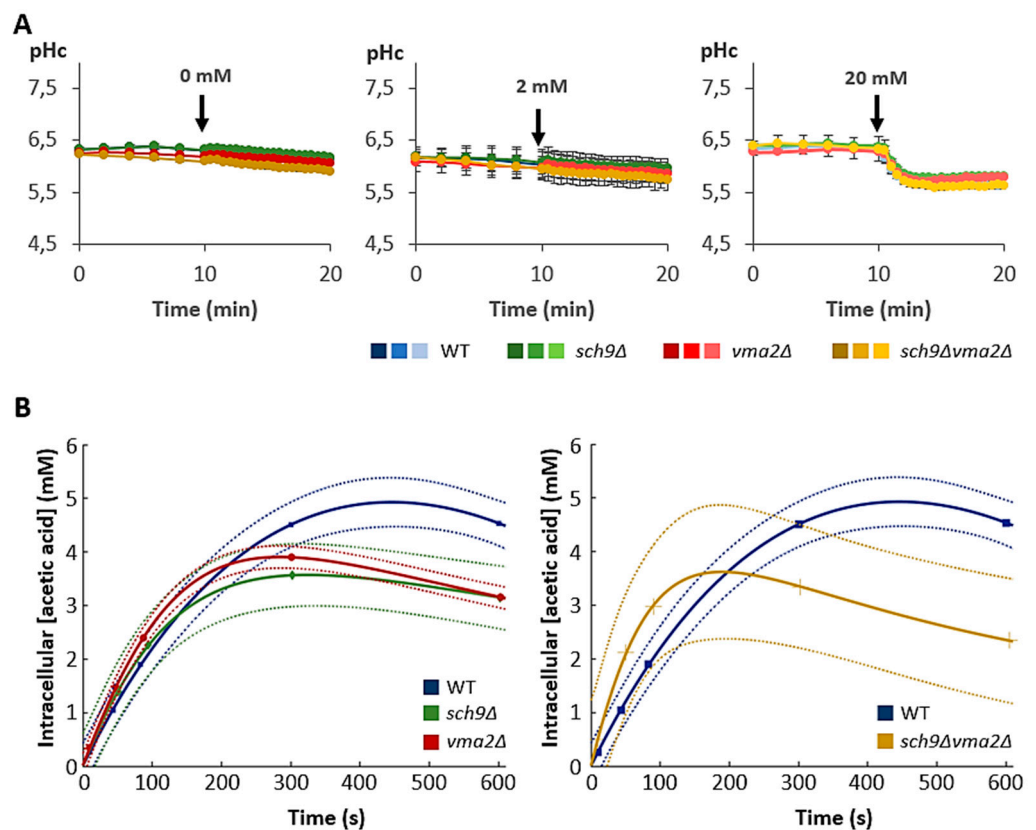 A
pHc
0 mM
7,5
6,5
5,5
4,5
0
10
20
Time (min)
pHc
2 mM
7,5
6,5
5,5
4,5
0
10
20
Time (min)
pHc
20 mM
7,5
6,5
5,5
4,5
0
10
20
Time (min)
WT
sch9Δ
vma2Δ
sch9Δvma2Δ
B
Intracellular [acetic acid] (mM)
6
5
4
3
2
1
0
0 100 200 300 400 500 600
Time (s)
WT
sch9Δ
vma2Δ
Intracellular [acetic acid] (mM)
6
5
4
3
2
1
0
0 100 200 300 400 500 600
Time (s)
WT
sch9Δvma2Δ